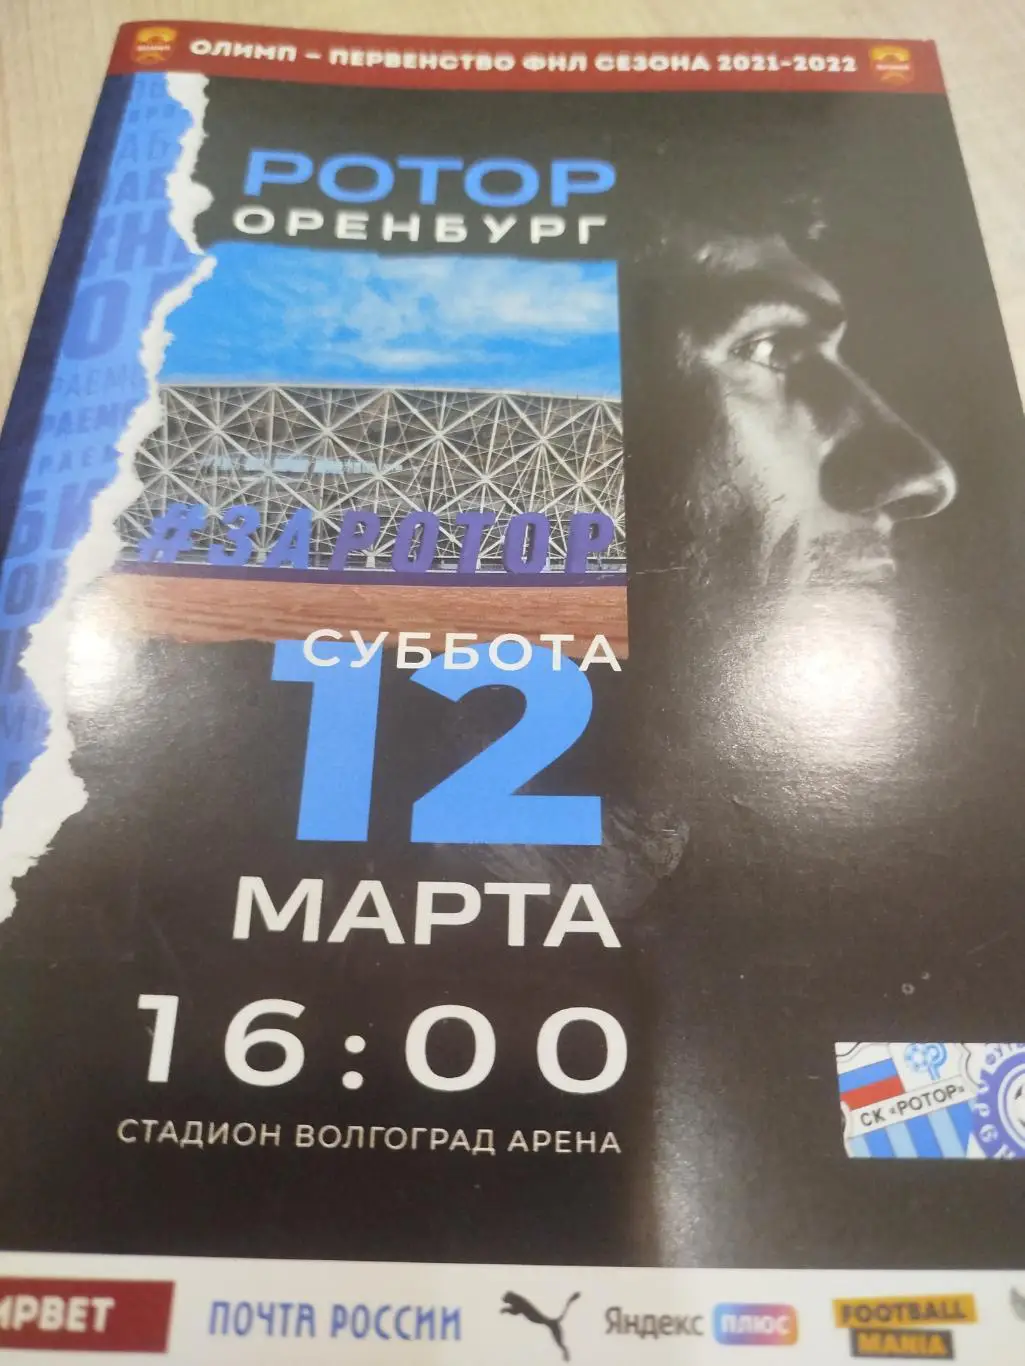 ОЛИМП – ПЕРВЕНСТВО ФНЛ СЕЗОНА 2021-2022
РОТОР
ОРЕНБУРГ
#ЗАРОТОР
СУББОТА
12
МАРТА
16:00
СТАДИОН ВОЛГОГРАД АРЕНА
СК «РОТОР»
ПОЧТА РОССИИ
Яндекс плюс
FOOTBALL
MANIA